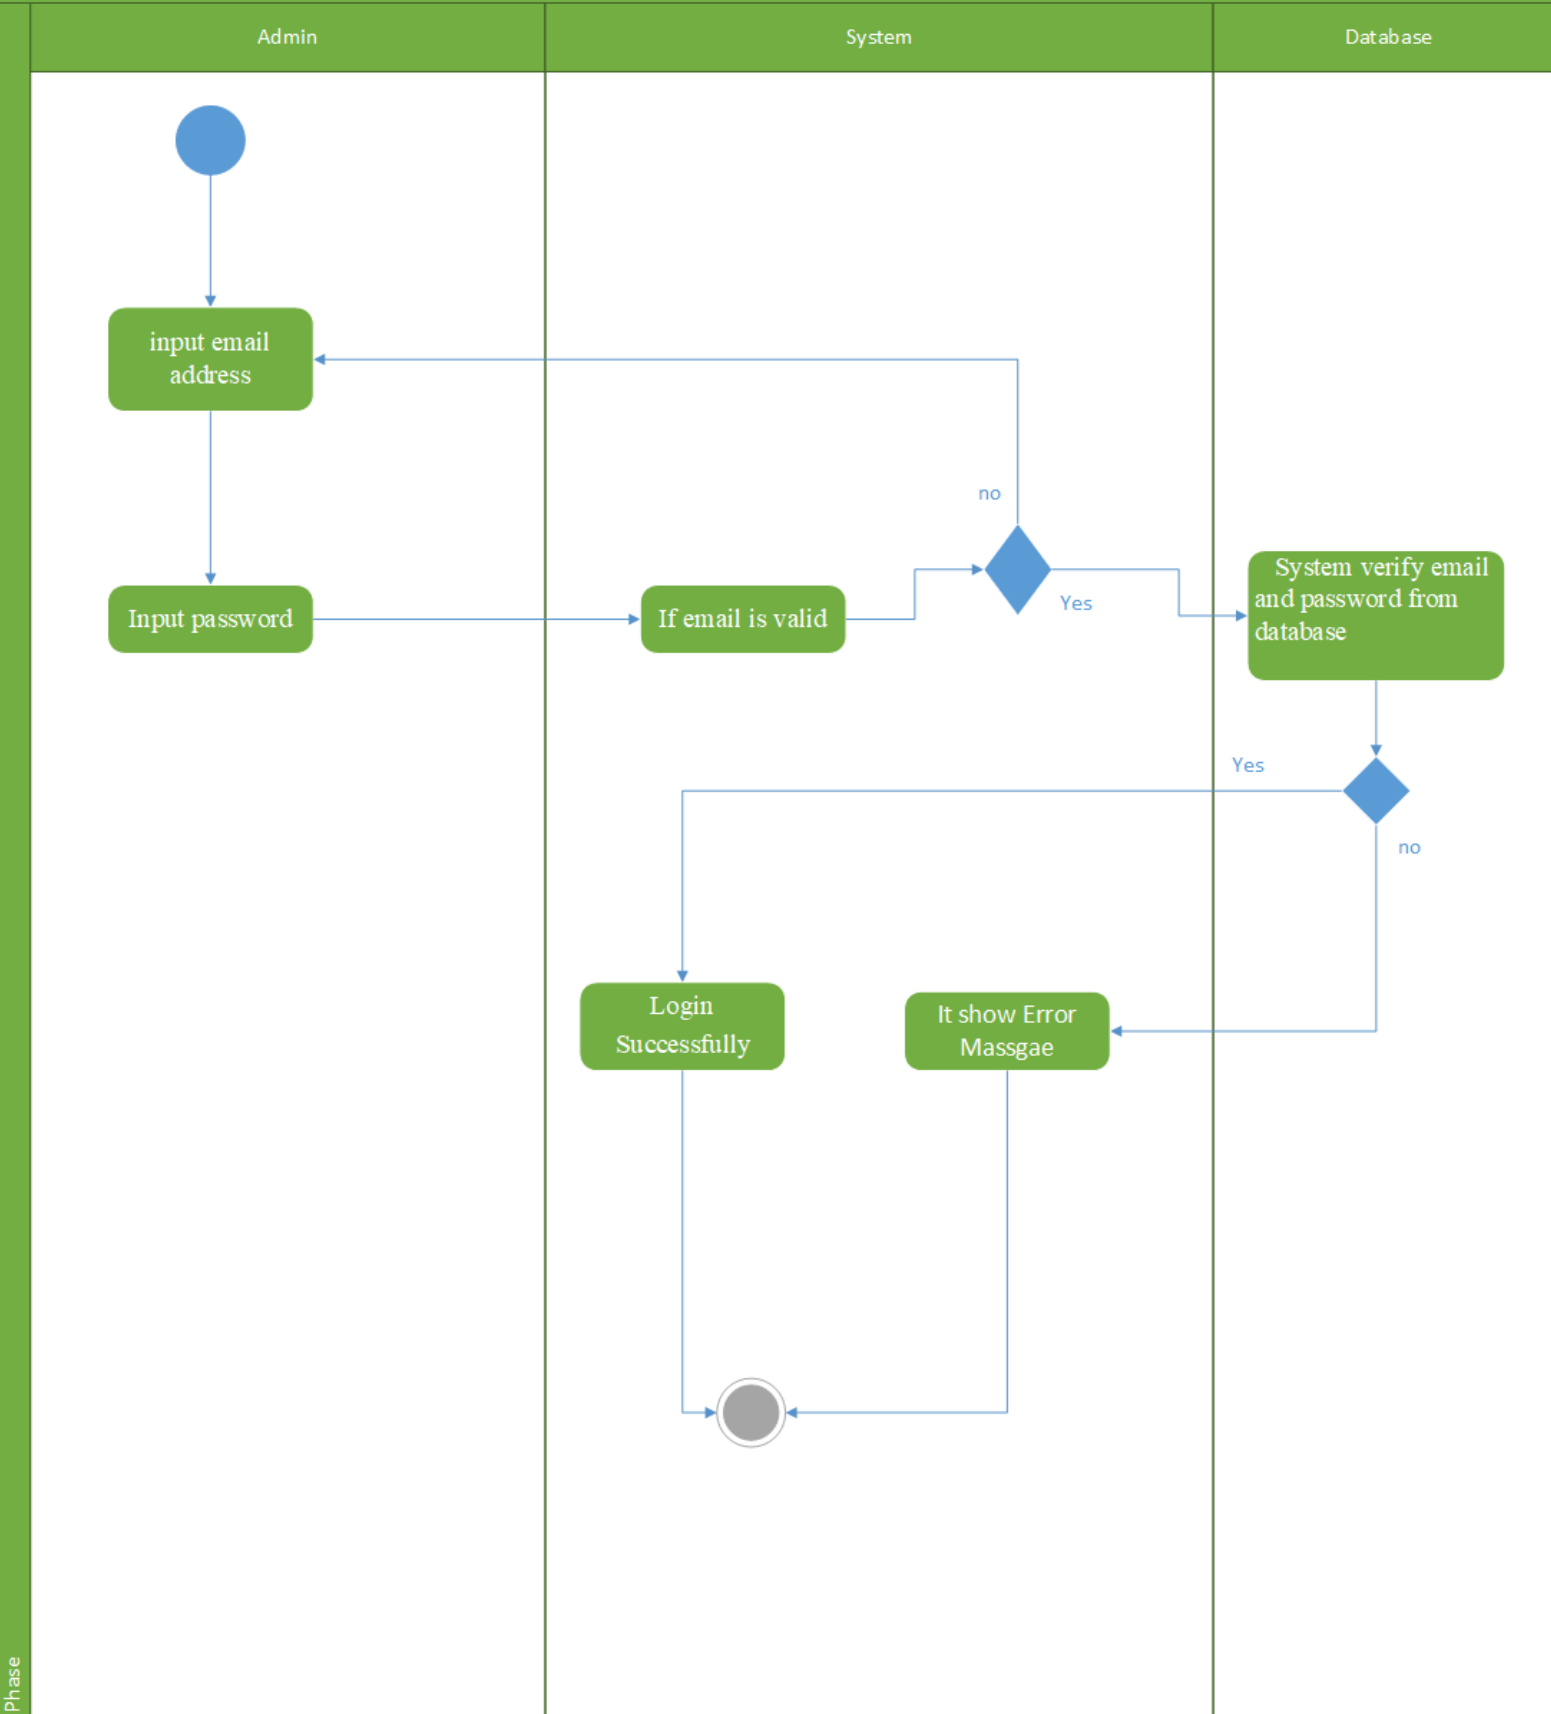 Admin
System
Database
input email
address
no
Input password
If email is valid
Yes
System verify email
and password from
database
Yes
no
Login
Successfully
It show Error
Massgae
Phase